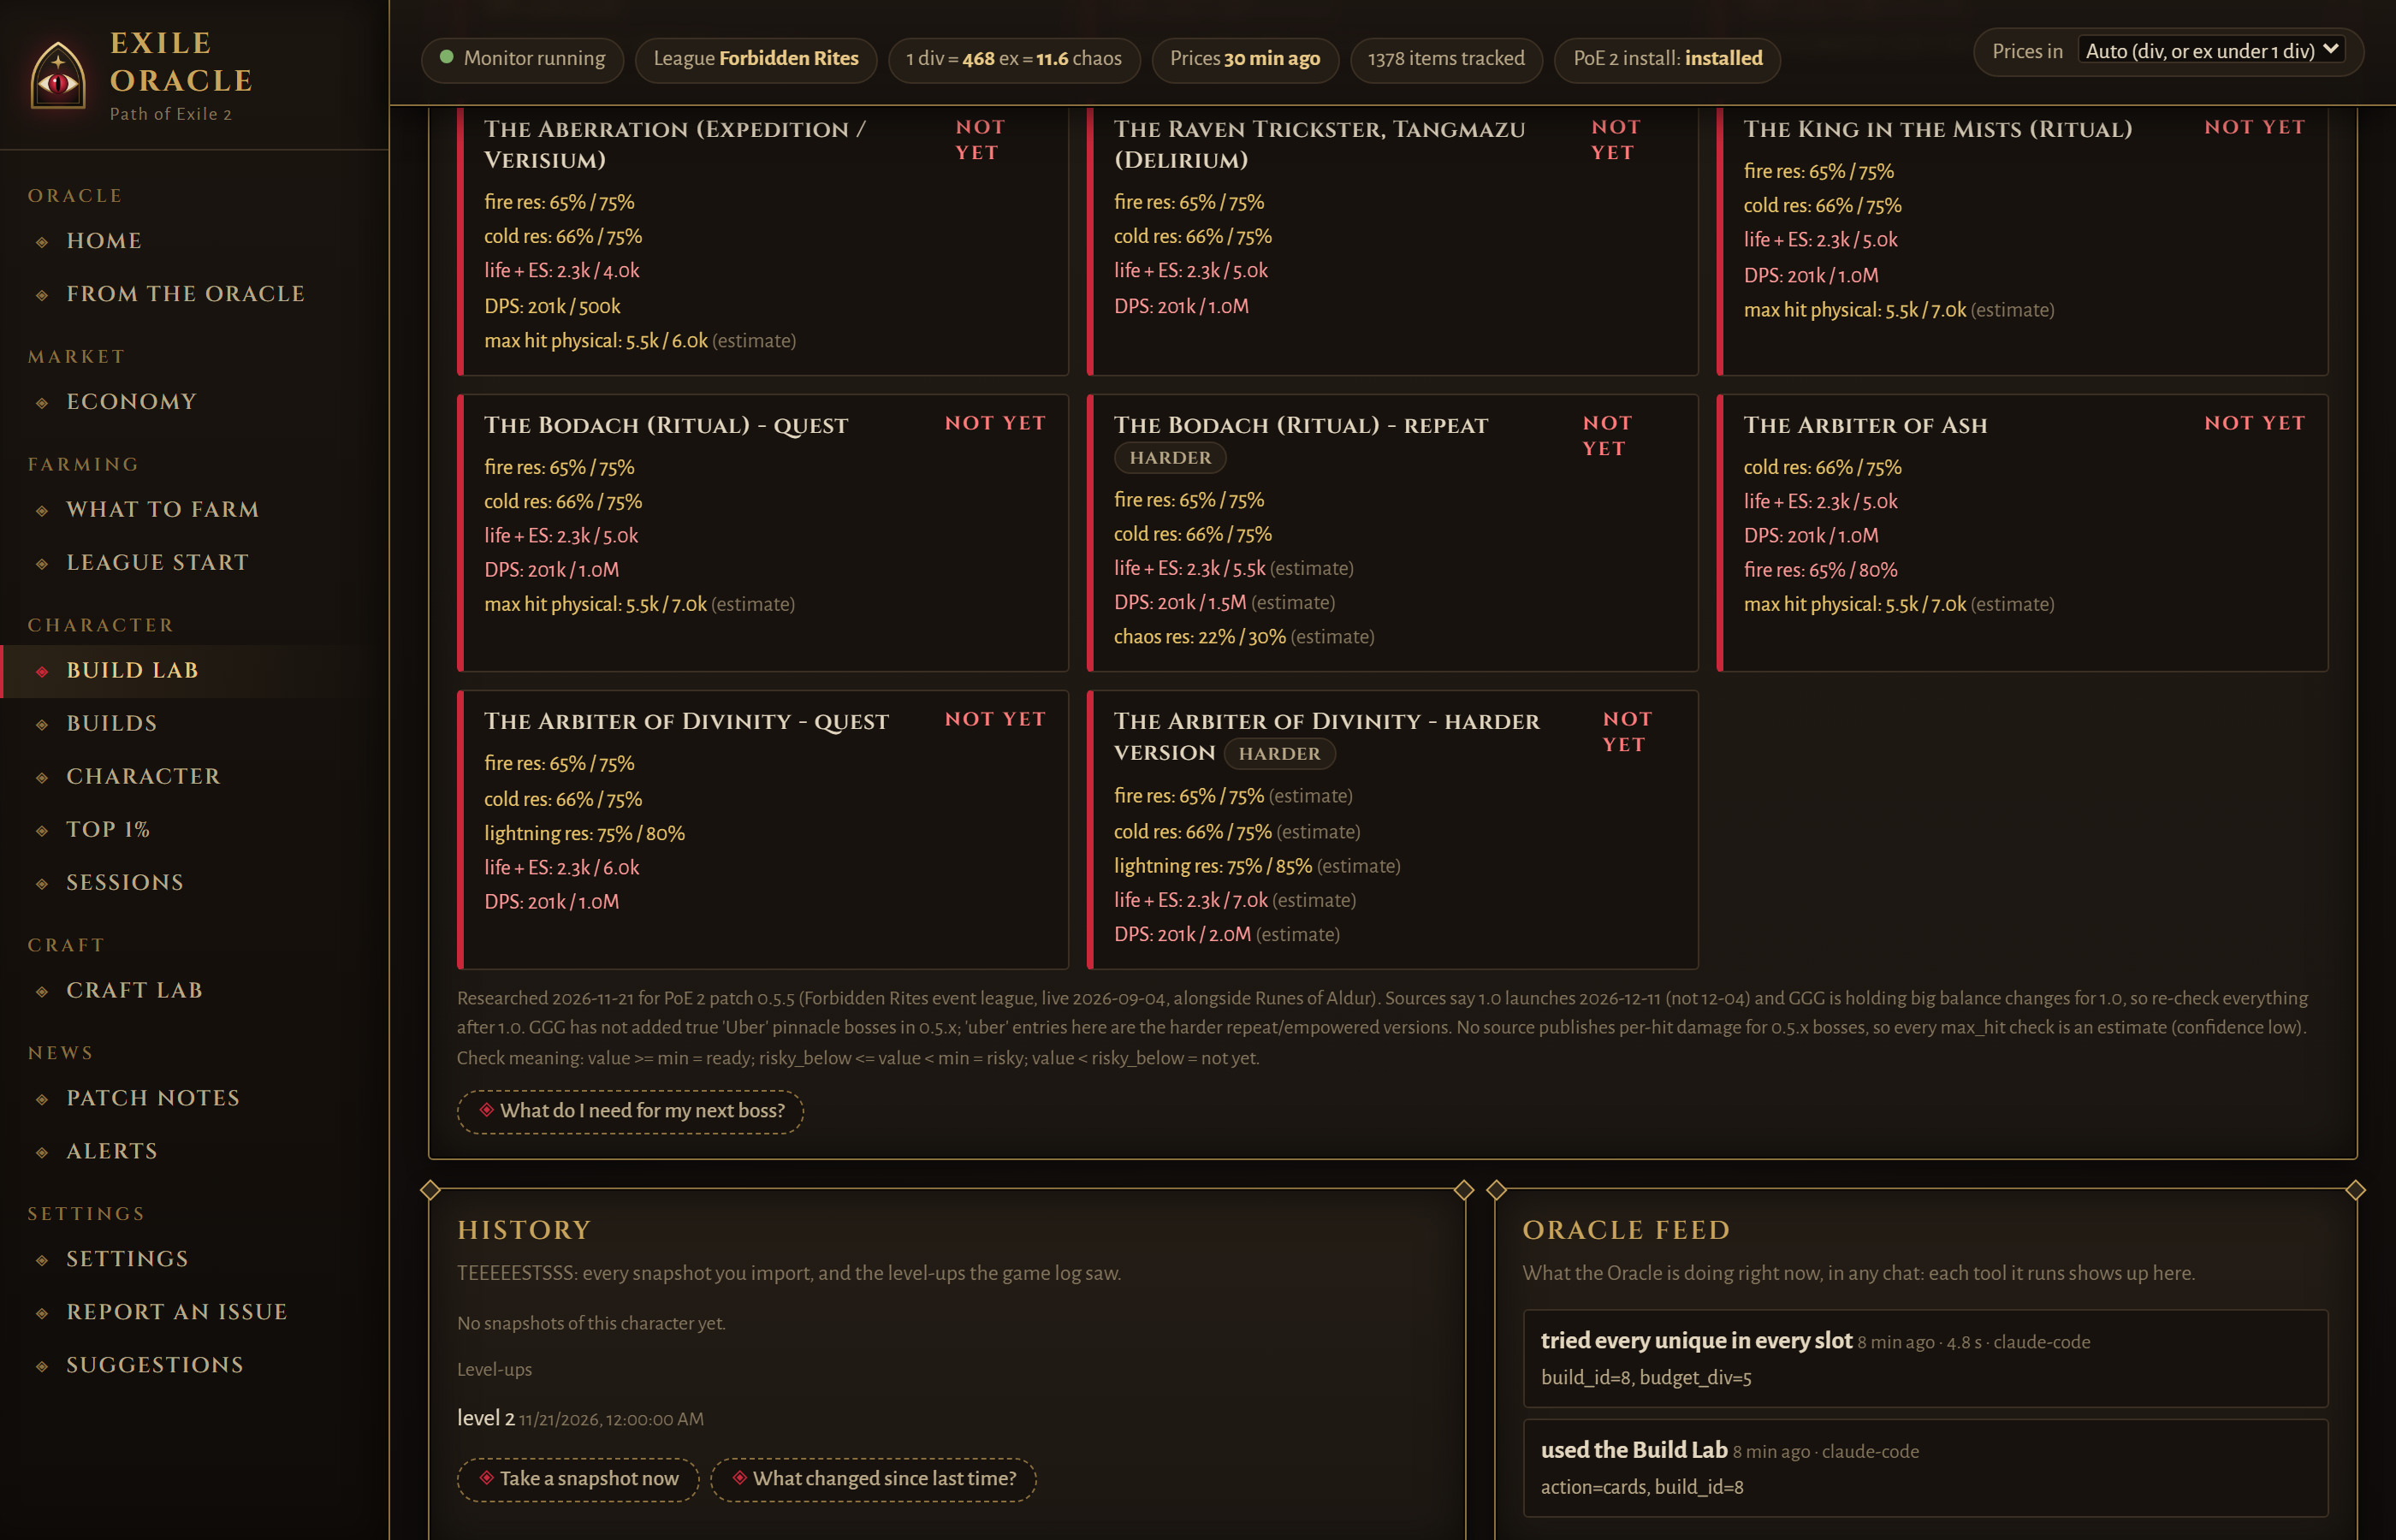 EXILE
ORACLE
Path of Exile 2
ORACLE
HOME
FROM THE ORACLE
MARKET
ECONOMY
FARMING
WHAT TO FARM
LEAGUE START
CHARACTER
BUILD LAB
BUILDS
CHARACTER
TOP 1%
SESSIONS
CRAFT
CRAFT LAB
NEWS
PATCH NOTES
ALERTS
SETTINGS
SETTINGS
REPORT AN ISSUE
SUGGESTIONS
Monitor running
League Forbidden Rites
1 div = 468 ex = 11.6 chaos
Prices 30 min ago
1378 items tracked
PoE 2 install: installed
Prices in Auto (div, or ex under 1 div)
The Aberration (Expedition /
Verisium)
NOT
YET
fire res: 65% / 75%
cold res: 66% / 75%
life + ES: 2.3k / 4.0k
DPS: 201k / 500k
max hit physical: 5.5k / 6.0k (estimate)
The Raven Trickster, Tangmazu
(Delirium)
NOT
YET
fire res: 65% / 75%
cold res: 66% / 75%
life + ES: 2.3k / 5.0k
DPS: 201k / 1.0M
The King in the Mists (Ritual)
NOT YET
fire res: 65% / 75%
cold res: 66% / 75%
life + ES: 2.3k / 5.0k
DPS: 201k / 1.0M
max hit physical: 5.5k / 7.0k (estimate)
The Bodach (Ritual) - quest
NOT YET
fire res: 65% / 75%
cold res: 66% / 75%
life + ES: 2.3k / 5.0k
DPS: 201k / 1.0M
max hit physical: 5.5k / 7.0k (estimate)
The Bodach (Ritual) - repeat
HARDER
NOT
YET
fire res: 65% / 75%
cold res: 66% / 75%
life + ES: 2.3k / 5.5k (estimate)
DPS: 201k / 1.5M (estimate)
chaos res: 22% / 30% (estimate)
The Arbiter of Ash
NOT YET
cold res: 66% / 75%
life + ES: 2.3k / 5.0k
DPS: 201k / 1.0M
fire res: 65% / 80%
max hit physical: 5.5k / 7.0k (estimate)
The Arbiter of Divinity - quest
NOT YET
fire res: 65% / 75%
cold res: 66% / 75%
lightning res: 75% / 80%
life + ES: 2.3k / 6.0k
DPS: 201k / 1.0M
The Arbiter of Divinity - harder
version HARDER
NOT
YET
fire res: 65% / 75% (estimate)
cold res: 66% / 75% (estimate)
lightning res: 75% / 85% (estimate)
life + ES: 2.3k / 7.0k (estimate)
DPS: 201k / 2.0M (estimate)
Researched 2026-11-21 for PoE 2 patch 0.5.5 (Forbidden Rites event league, live 2026-09-04, alongside Runes of Aldur). Sources say 1.0 launches 2026-12-11 (not 12-04) and GGG is holding big balance changes for 1.0, so re-check everything
after 1.0. GGG has not added true 'Uber' pinnacle bosses in 0.5.x; 'uber' entries here are the harder repeat/empowered versions. No source publishes per-hit damage for 0.5.x bosses, so every max_hit check is an estimate (confidence low).
Check meaning: value >= min = ready; risky_below <= value < min = risky; value < risky_below = not yet.
What do I need for my next boss?
HISTORY
TEEEEESTSSS: every snapshot you import, and the level-ups the game log saw.
No snapshots of this character yet.
Level-ups
level 2 11/21/2026, 12:00:00 AM
Take a snapshot now
What changed since last time?
ORACLE FEED
What the Oracle is doing right now, in any chat: each tool it runs shows up here.
tried every unique in every slot 8 min ago · 4.8 s · claude-code
build_id=8, budget_div=5
used the Build Lab 8 min ago · claude-code
action=cards, build_id=8